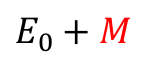 E₀ + M